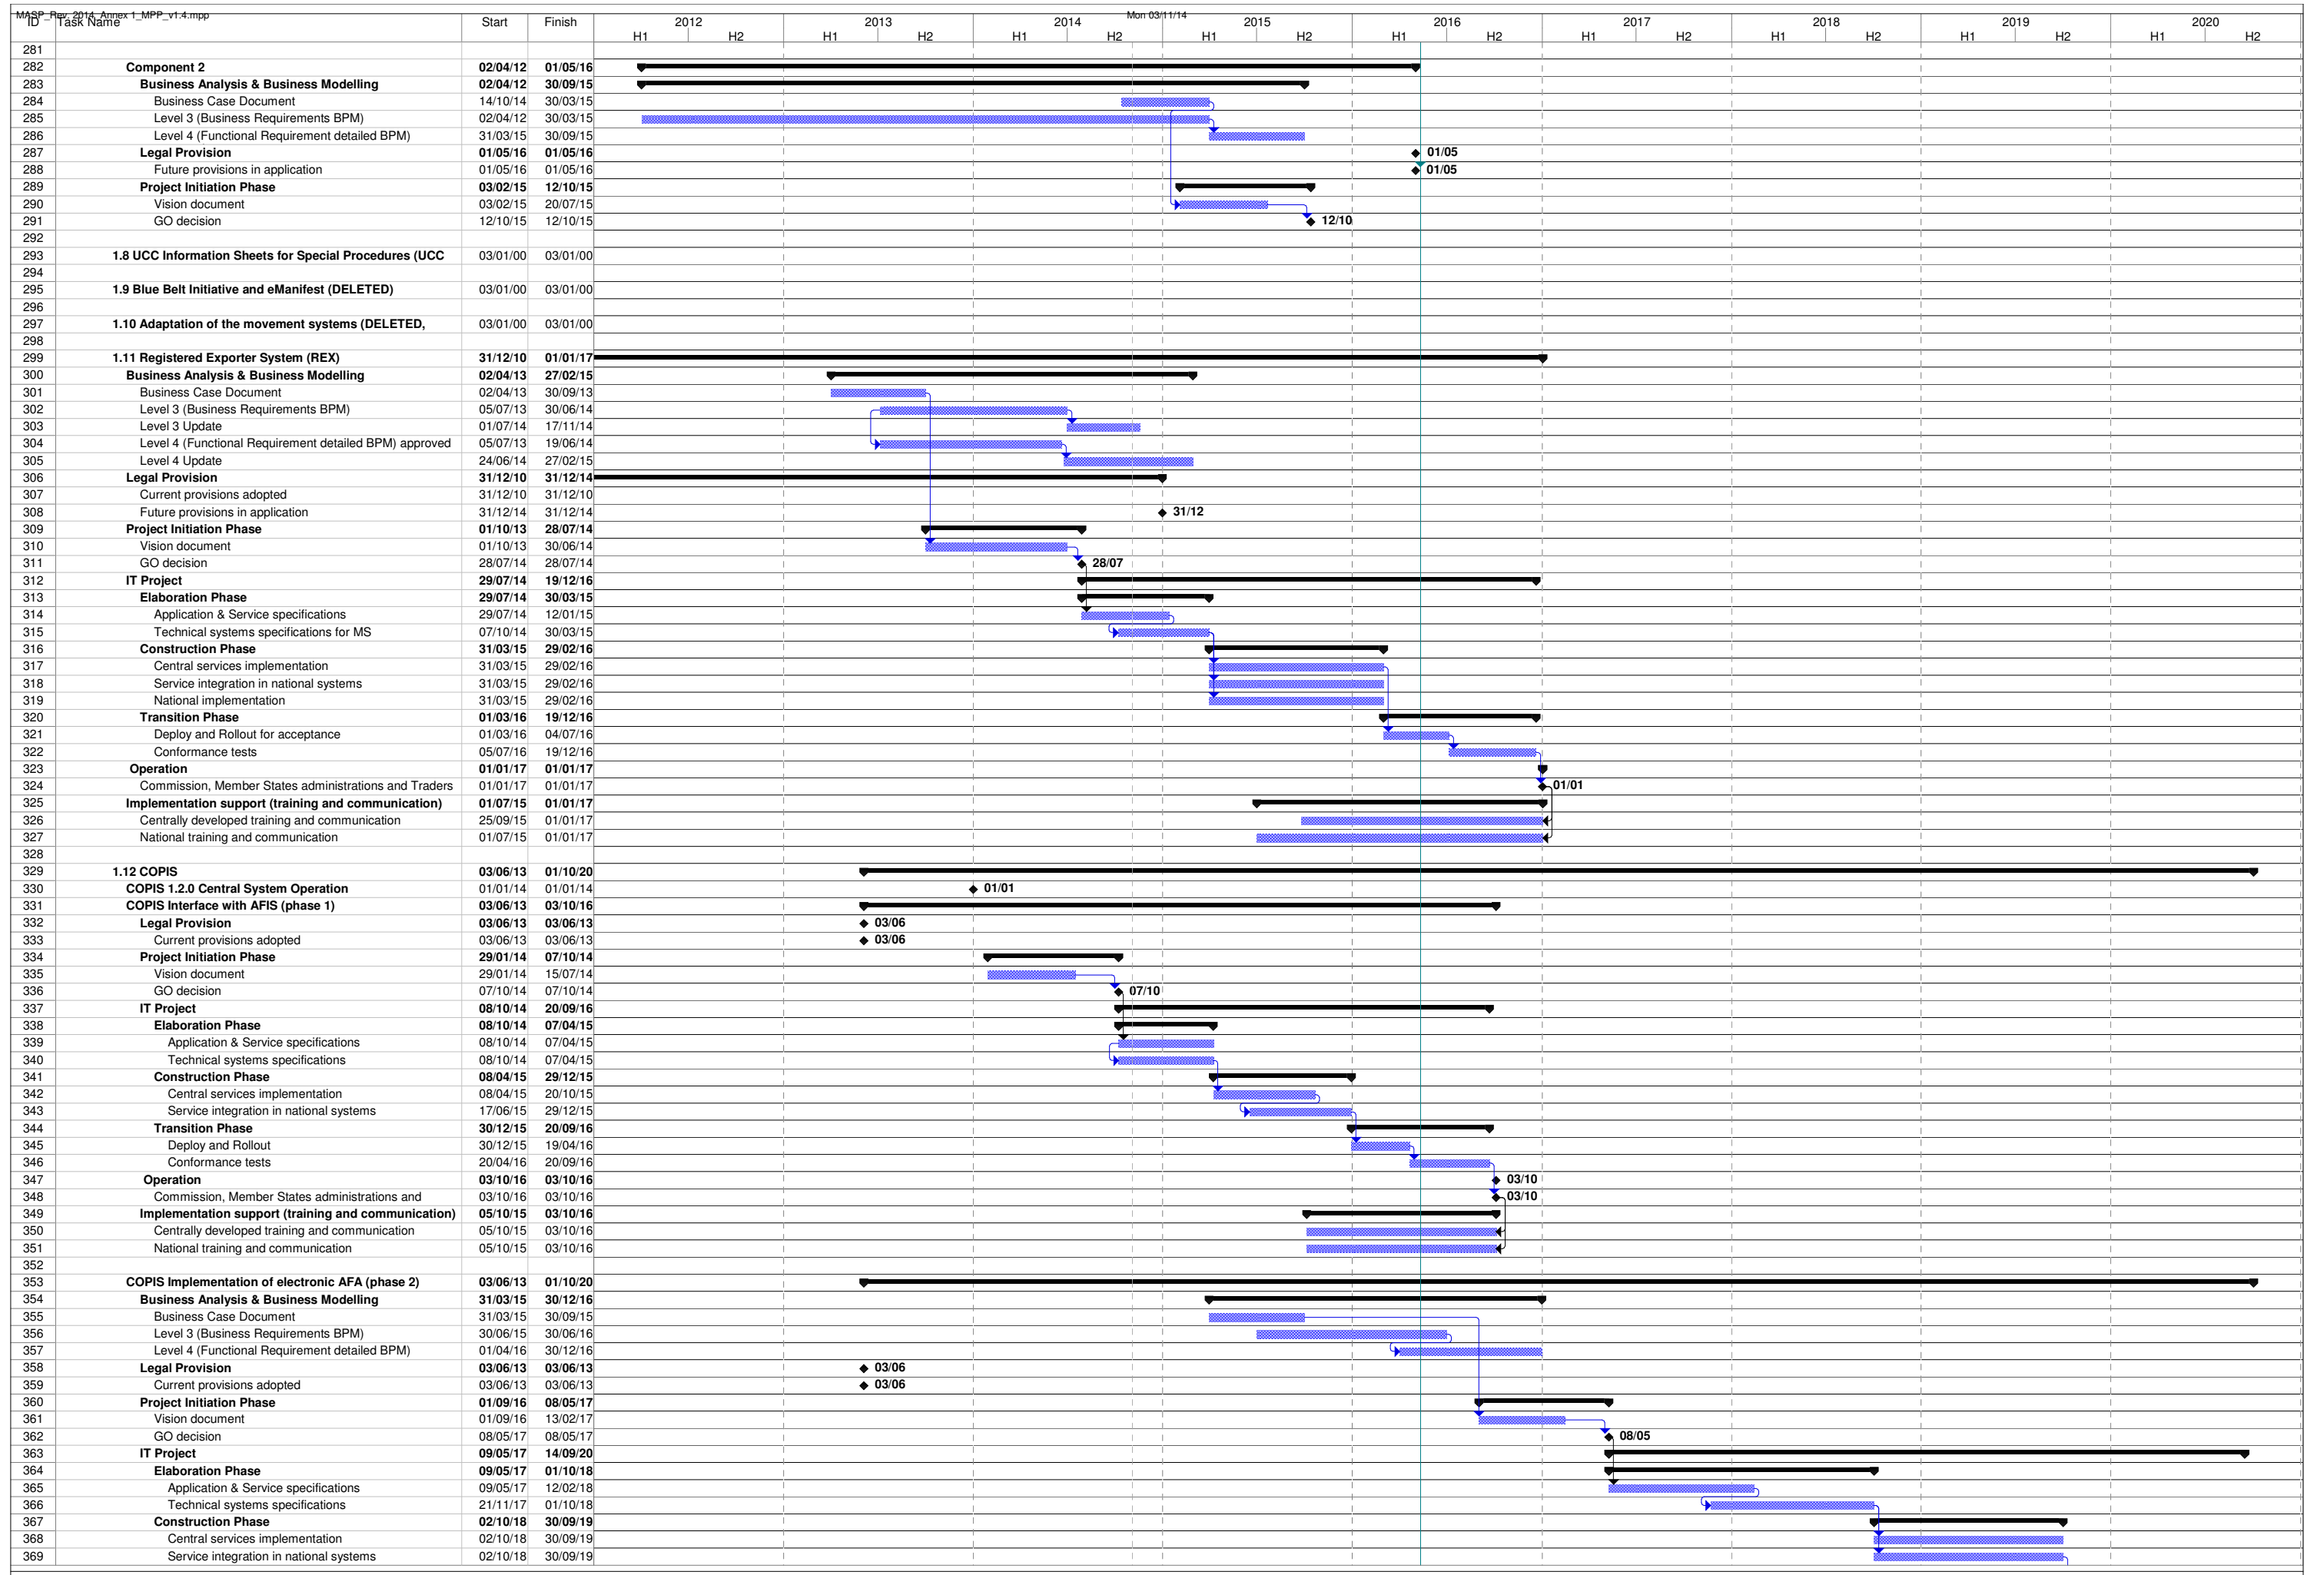 MASP_Rev. 2014_Annex 1_MPP_v1.4.mpp Mon 03/11/14
ID Task Name Start Finish 2012 2013 2014 2015 2016 2017 2018 2019 2020
H1 H2 H1 H2 H1 H2 H1 H2 H1 H2 H1 H2 H1 H2 H1 H2 H1 H2
281
282 Component 2 02/04/12 01/05/16
283 Business Analysis & Business Modelling 02/04/12 30/09/15
284 Business Case Document 14/10/14 30/03/15
285 Level 3 (Business Requirements BPM) 02/04/12 30/03/15
286 Level 4 (Functional Requirement detailed BPM) 31/03/15 30/09/15
287 Legal Provision 01/05/16 01/05/16 01/05
288 Future provisions in application 01/05/16 01/05/16 01/05
289 Project Initiation Phase 03/02/15 12/10/15
290 Vision document 03/02/15 20/07/15
291 GO decision 12/10/15 12/10/15 12/10
292
293 1.8 UCC Information Sheets for Special Procedures (UCC 03/01/00 03/01/00
294
295 1.9 Blue Belt Initiative and eManifest (DELETED) 03/01/00 03/01/00
296
297 1.10 Adaptation of the movement systems (DELETED, 03/01/00 03/01/00
298
299 1.11 Registered Exporter System (REX) 31/12/10 01/01/17
300 Business Analysis & Business Modelling 02/04/13 27/02/15
301 Business Case Document 02/04/13 30/09/13
302 Level 3 (Business Requirements BPM) 05/07/13 30/06/14
303 Level 3 Update 01/07/14 17/11/14
304 Level 4 (Functional Requirement detailed BPM) approved 05/07/13 19/06/14
305 Level 4 Update 24/06/14 27/02/15
306 Legal Provision 31/12/10 31/12/14
307 Current provisions adopted 31/12/10 31/12/10
308 Future provisions in application 31/12/14 31/12/14 31/12
309 Project Initiation Phase 01/10/13 28/07/14
310 Vision document 01/10/13 30/06/14
311 GO decision 28/07/14 28/07/14 28/07
312 IT Project 29/07/14 19/12/16
313 Elaboration Phase 29/07/14 30/03/15
314 Application & Service specifications 29/07/14 12/01/15
315 Technical systems specifications for MS 07/10/14 30/03/15
316 Construction Phase 31/03/15 29/02/16
317 Central services implementation 31/03/15 29/02/16
318 Service integration in national systems 31/03/15 29/02/16
319 National implementation 31/03/15 29/02/16
320 Transition Phase 01/03/16 19/12/16
321 Deploy and Rollout for acceptance 01/03/16 04/07/16
322 Conformance tests 05/07/16 19/12/16
323 Operation 01/01/17 01/01/17
324 Commission, Member States administrations and Traders 01/01/17 01/01/17 01/01
325 Implementation support (training and communication) 01/07/15 01/01/17
326 Centrally developed training and communication 25/09/15 01/01/17
327 National training and communication 01/07/15 01/01/17
328
329 1.12 COPIS 03/06/13 01/10/20
330 COPIS 1.2.0 Central System Operation 01/01/14 01/01/14 01/01
331 COPIS Interface with AFIS (phase 1) 03/06/13 03/10/16
332 Legal Provision 03/06/13 03/06/13 03/06
333 Current provisions adopted 03/06/13 03/06/13 03/06
334 Project Initiation Phase 29/01/14 07/10/14
335 Vision document 29/01/14 15/07/14
336 GO decision 07/10/14 07/10/14 07/10
337 IT Project 08/10/14 20/09/16
338 Elaboration Phase 08/10/14 07/04/15
339 Application & Service specifications 08/10/14 07/04/15
340 Technical systems specifications 08/10/14 07/04/15
341 Construction Phase 08/04/15 29/12/15
342 Central services implementation 08/04/15 20/10/15
343 Service integration in national systems 17/06/15 29/12/15
344 Transition Phase 30/12/15 20/09/16
345 Deploy and Rollout 30/12/15 19/04/16
346 Conformance tests 20/04/16 20/09/16
347 Operation 03/10/16 03/10/16 03/10
348 Commission, Member States administrations and 03/10/16 03/10/16 03/10
349 Implementation support (training and communication) 05/10/15 03/10/16
350 Centrally developed training and communication 05/10/15 03/10/16
351 National training and communication 05/10/15 03/10/16
352
353 COPIS Implementation of electronic AFA (phase 2) 03/06/13 01/10/20
354 Business Analysis & Business Modelling 31/03/15 30/12/16
355 Business Case Document 31/03/15 30/09/15
356 Level 3 (Business Requirements BPM) 30/06/15 30/06/16
357 Level 4 (Functional Requirement detailed BPM) 01/04/16 30/12/16
358 Legal Provision 03/06/13 03/06/13 03/06
359 Current provisions adopted 03/06/13 03/06/13 03/06
360 Project Initiation Phase 01/09/16 08/05/17
361 Vision document 01/09/16 13/02/17
362 GO decision 08/05/17 08/05/17 08/05
363 IT Project 09/05/17 14/09/20
364 Elaboration Phase 09/05/17 01/10/18
365 Application & Service specifications 09/05/17 12/02/18
366 Technical systems specifications 21/11/17 01/10/18
367 Construction Phase 02/10/18 30/09/19
368 Central services implementation 02/10/18 30/09/19
369 Service integration in national systems 02/10/18 30/09/19